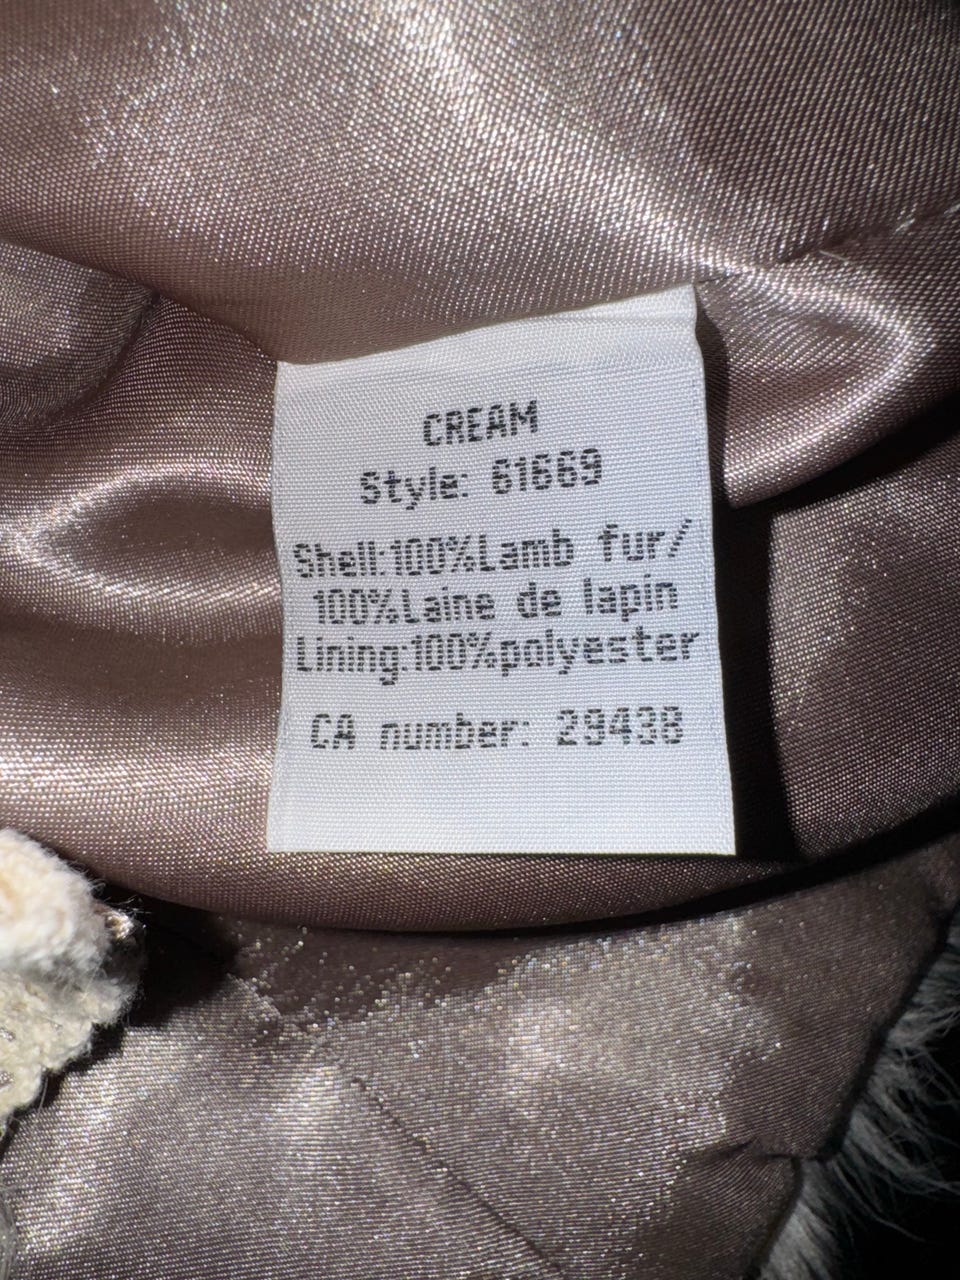 CREAM
Style: 61669
Shell:100%Lamb fur/
100%Laine de lapin
Lining:100%polyester
CA number: 29438